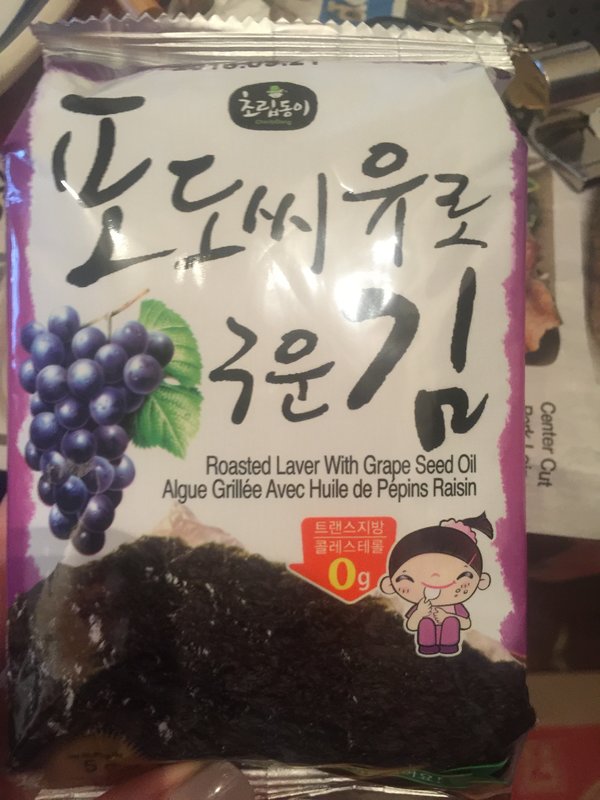 초립동이
ChoripDong
포도씨유로
구운김
Roasted Laver With Grape Seed Oil
Algue Grillée Avec Huile de Pépins Raisin
트랜스지방
콜레스테롤
0g
Center Cut